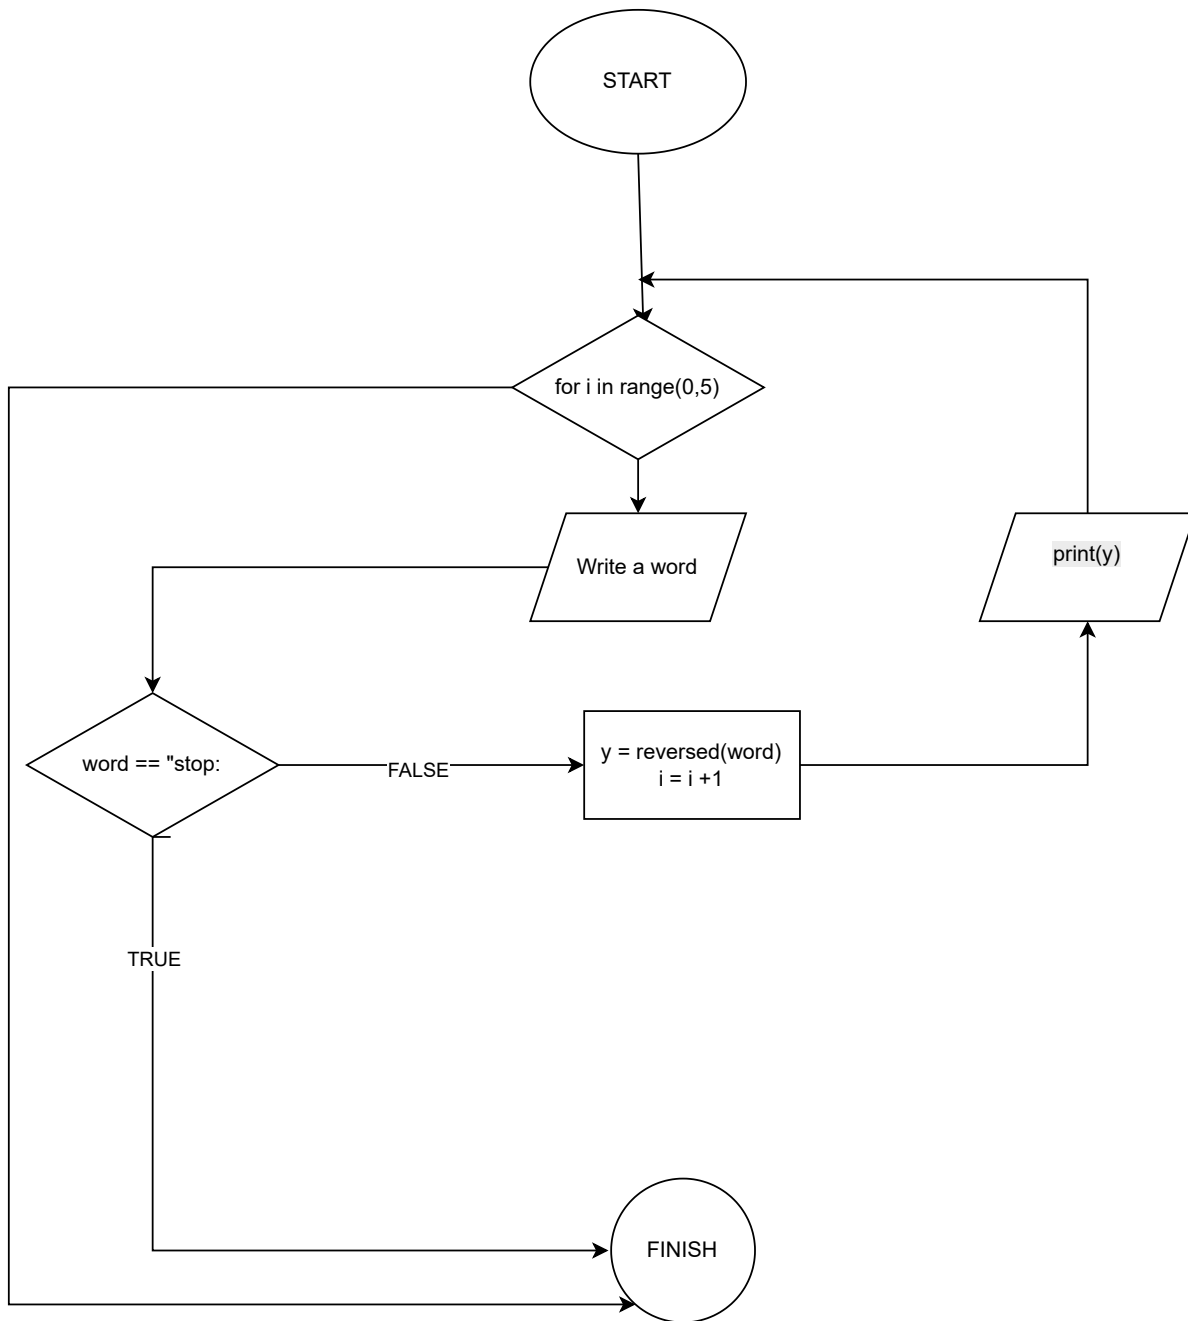 START
for i in range(0,5)
Write a word
print(y)
word == "stop:
FALSE
y = reversed(word)
i = i +1
TRUE
FINISH